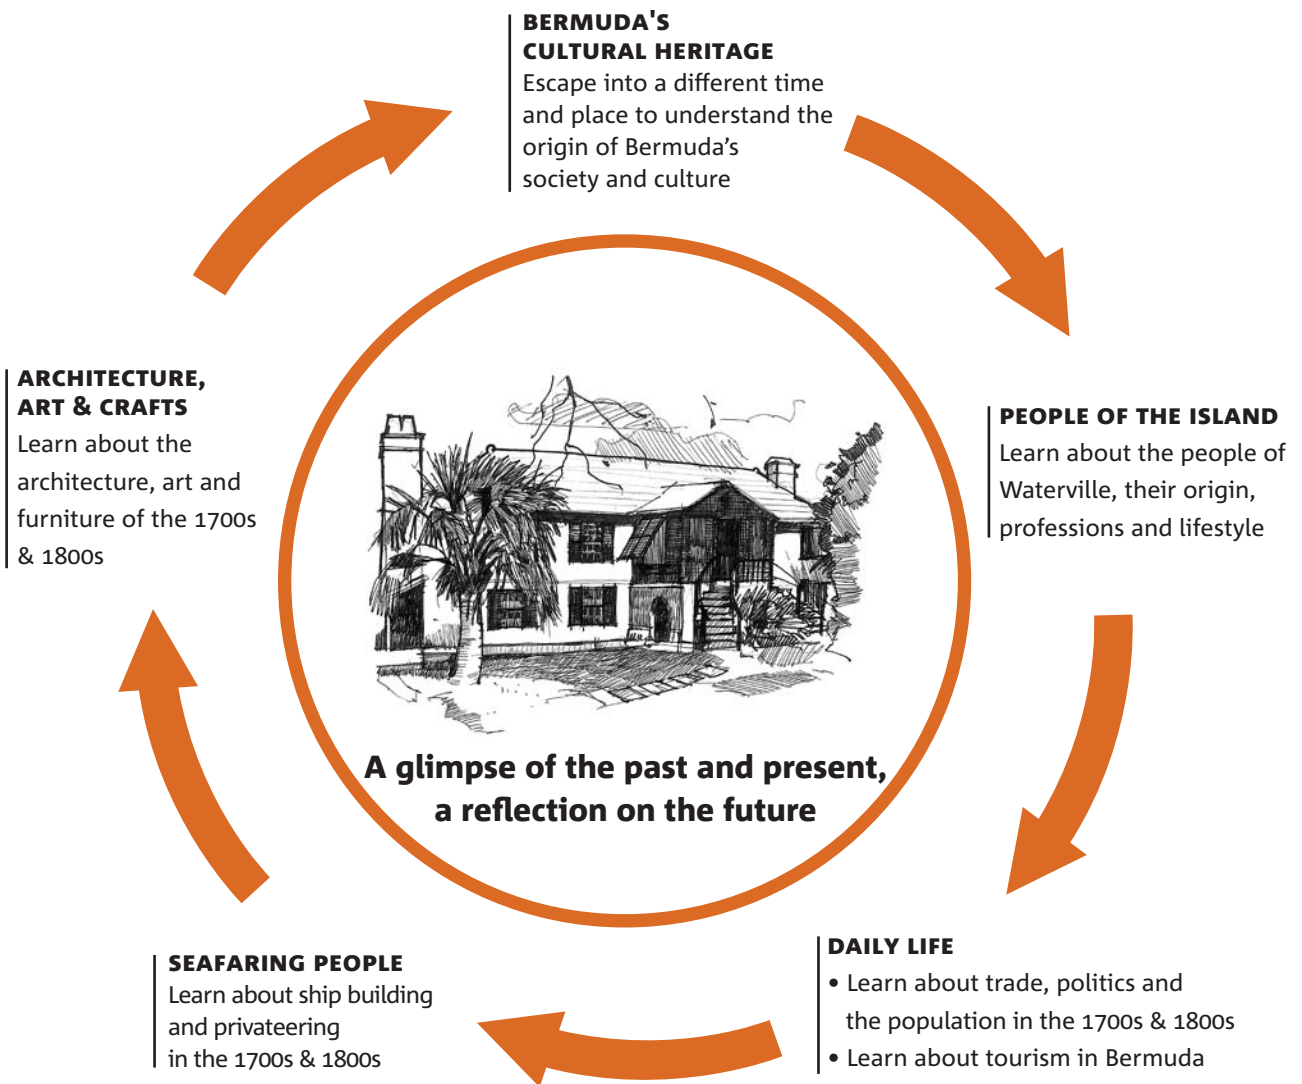 BERMUDA'S
CULTURAL HERITAGE
Escape into a different time
and place to understand the
origin of Bermuda’s
society and culture
PEOPLE OF THE ISLAND
Learn about the people of
Waterville, their origin,
professions and lifestyle
DAILY LIFE
• Learn about trade, politics and
the population in the 1700s & 1800s
• Learn about tourism in Bermuda
SEAFARING PEOPLE
Learn about ship building
and privateering
in the 1700s & 1800s
ARCHITECTURE,
ART & CRAFTS
Learn about the
architecture, art and
furniture of the 1700s
& 1800s
A glimpse of the past and present,
a reflection on the future